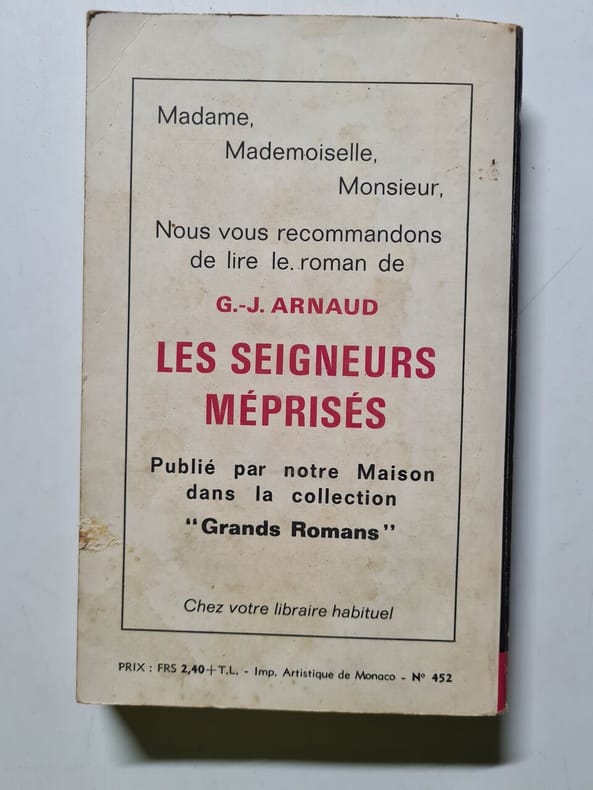 Madame,
Mademoiselle,
Monsieur,
Nous vous recommandons
de lire le roman de
G.-J. ARNAUD
LES SEIGNEURS
MÉPRISÉS
Publié par notre Maison
dans la collection
"Grands Romans"
Chez votre libraire habituel
PRIX : FRS 2,40+T.L. - Imp. Artistique de Monaco - N° 452